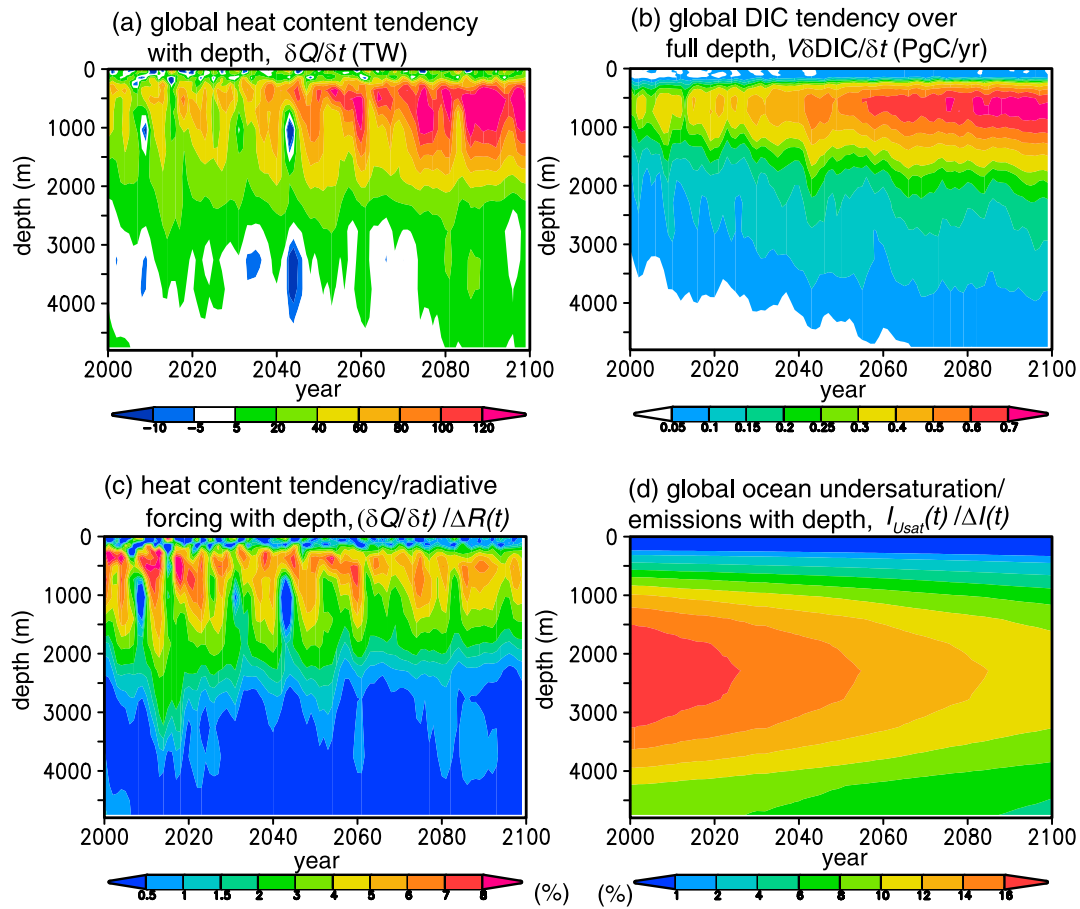 (a) global heat content tendency
with depth, δQ/δt (TW)
0
1000
2000
3000
4000
depth (m)
2000 2020 2040 2060 2080 2100
year
−10 −5 5 20 40 60 80 100 120
(b) global DIC tendency over
full depth, VδDIC/δt (PgC/yr)
0
1000
2000
3000
4000
depth (m)
2000 2020 2040 2060 2080 2100
year
0.05 0.1 0.15 0.2 0.25 0.3 0.4 0.5 0.6 0.7
(c) heat content tendency/radiative
forcing with depth, (δQ/δt) /ΔR(t)
0
1000
2000
3000
4000
depth (m)
2000 2020 2040 2060 2080 2100
year
0.5 1 1.5 2 3 4 5 6 7 8 (%)
(d) global ocean undersaturation/
emissions with depth, I_Usat(t) /ΔI(t)
0
1000
2000
3000
4000
depth (m)
2000 2020 2040 2060 2080 2100
year
(%) 1 2 4 6 8 10 12 14 16